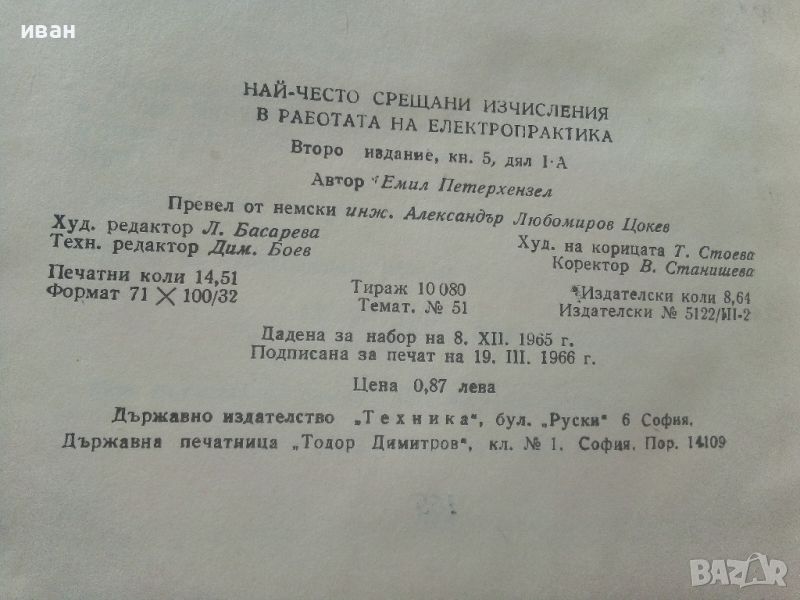 иван
НАЙ-ЧЕСТО СРЕЩАНИ ИЗЧИСЛЕНИЯ
В РАБОТАТА НА ЕЛЕКТРОПРАКТИКА
Второ издание, кн. 5, дял I-А
Автор Емил Петерхензел
Превел от немски инж. Александър Любомиров Цокев
Худ. редактор Л. Басарева
Техн. редактор Дим. Боев
Худ. на корицата Т. Стоева
Коректор В. Станишева
Печатни коли 14,51
Формат 71 × 100/32
Тираж 10 080
Темат. № 51
Издателски коли 8,64
Издателски № 5122/III-2
Дадена за набор на 8. XII. 1965 г.
Подписана за печат на 19. III. 1966 г.
Цена 0,87 лева
Държавно издателство „Техника“, бул. „Руски“ 6 София.
Държавна печатница „Тодор Димитров“, кл. № 1. София. Пор. 14109
BAZAR